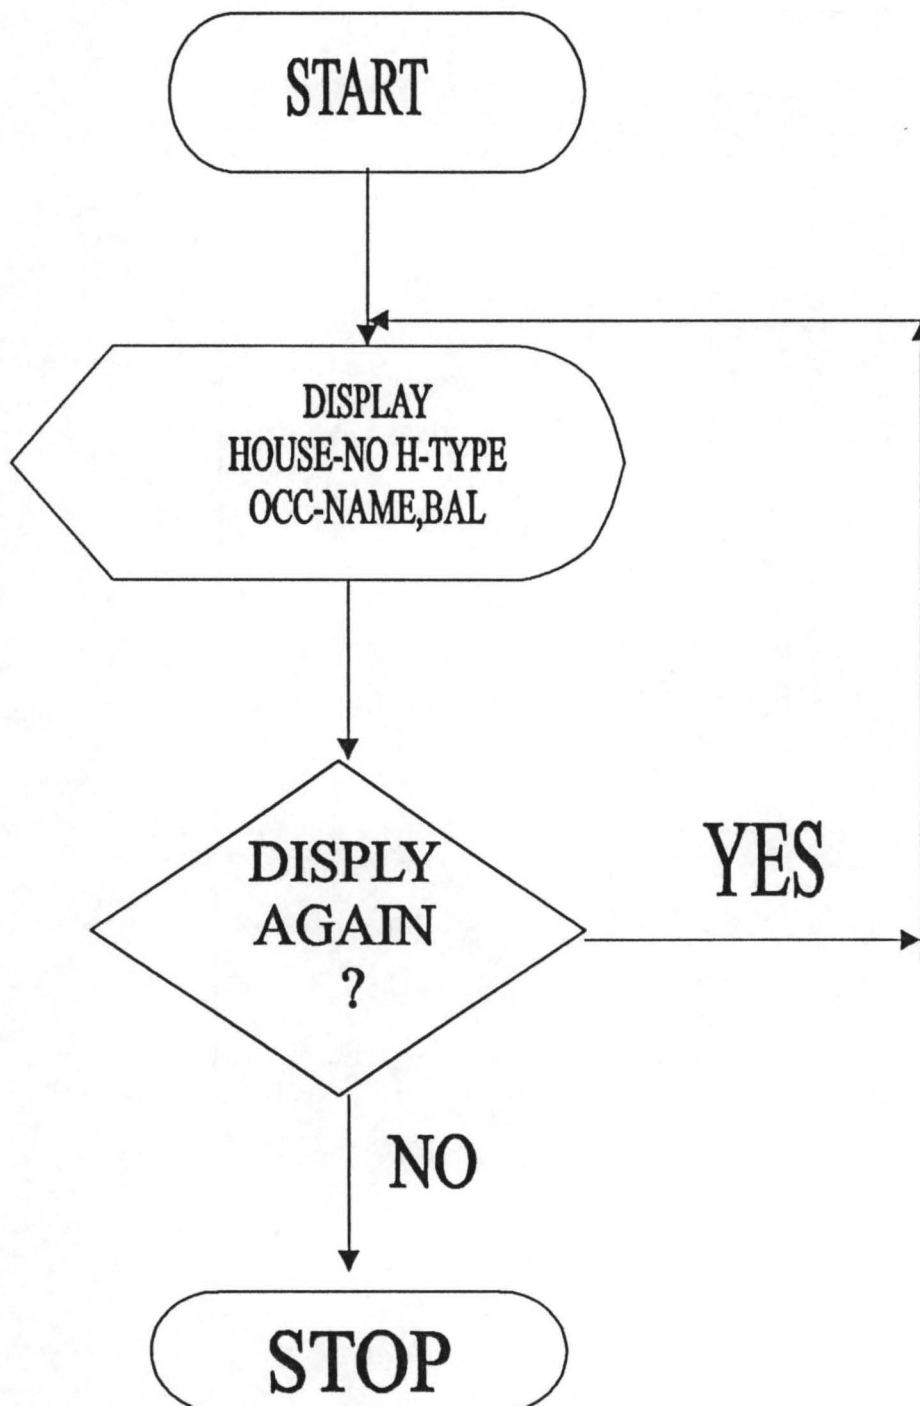 START
DISPLAY
HOUSE-NO H-TYPE
OCC-NAME,BAL
DISPLY
AGAIN
?
YES
NO
STOP